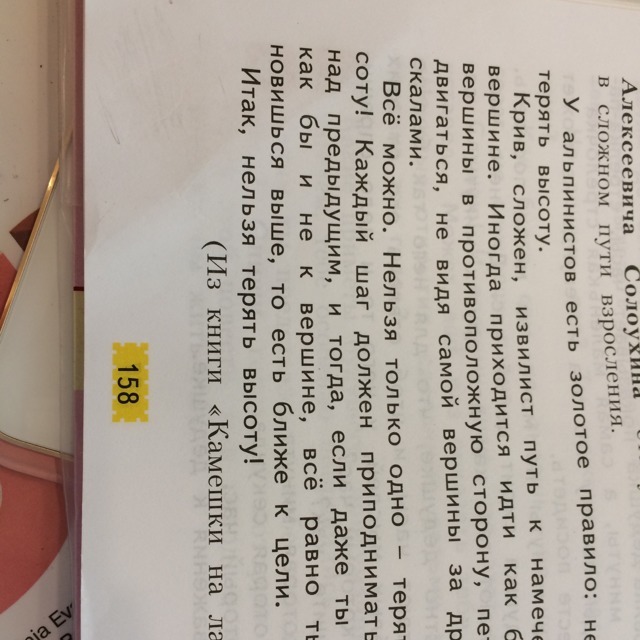 Алексеевича Солоухина
в сложном пути взросления.
У альпинистов есть золотое правило: не
терять высоту.
Крив, сложен, извилист путь к намеч
вершине. Иногда приходится идти как б
вершины в противоположную сторону, пе
двигаться, не видя самой вершины за др
скалами.
Всё можно. Нельзя только одно – терят
соту! Каждый шаг должен приподнимать
над предыдущим, и тогда, если даже ты
как бы и не к вершине, всё равно ты
новишься выше, то есть ближе к цели.
Итак, нельзя терять высоту!
(Из книги «Камешки на ла
158